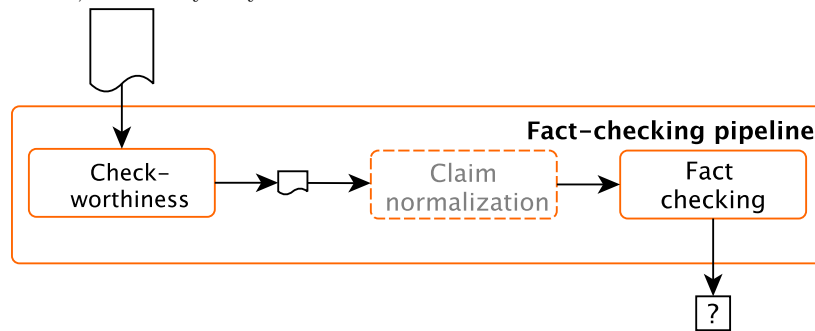 Fact-checking pipeline
Check-
worthiness
Claim
normalization
Fact
checking
?